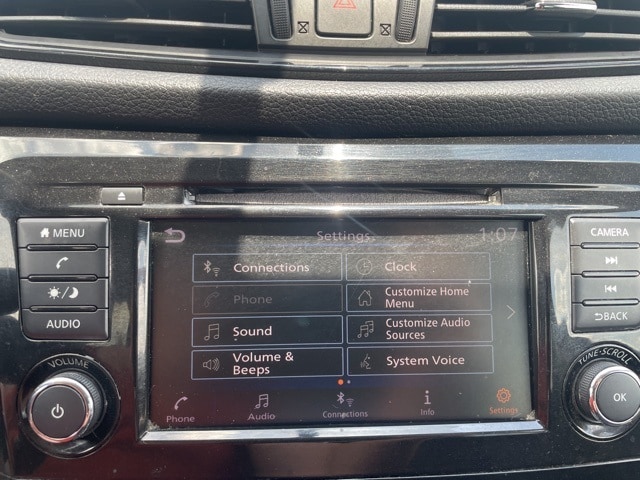 MENU
AUDIO
VOLUME
Settings
1:07
Connections
Clock
Phone
Customize Home
Menu
Sound
Customize Audio
Sources
Volume &
Beeps
System Voice
Phone
Audio
Connections
Info
Settings
CAMERA
BACK
TUNE-SCROLL
OK